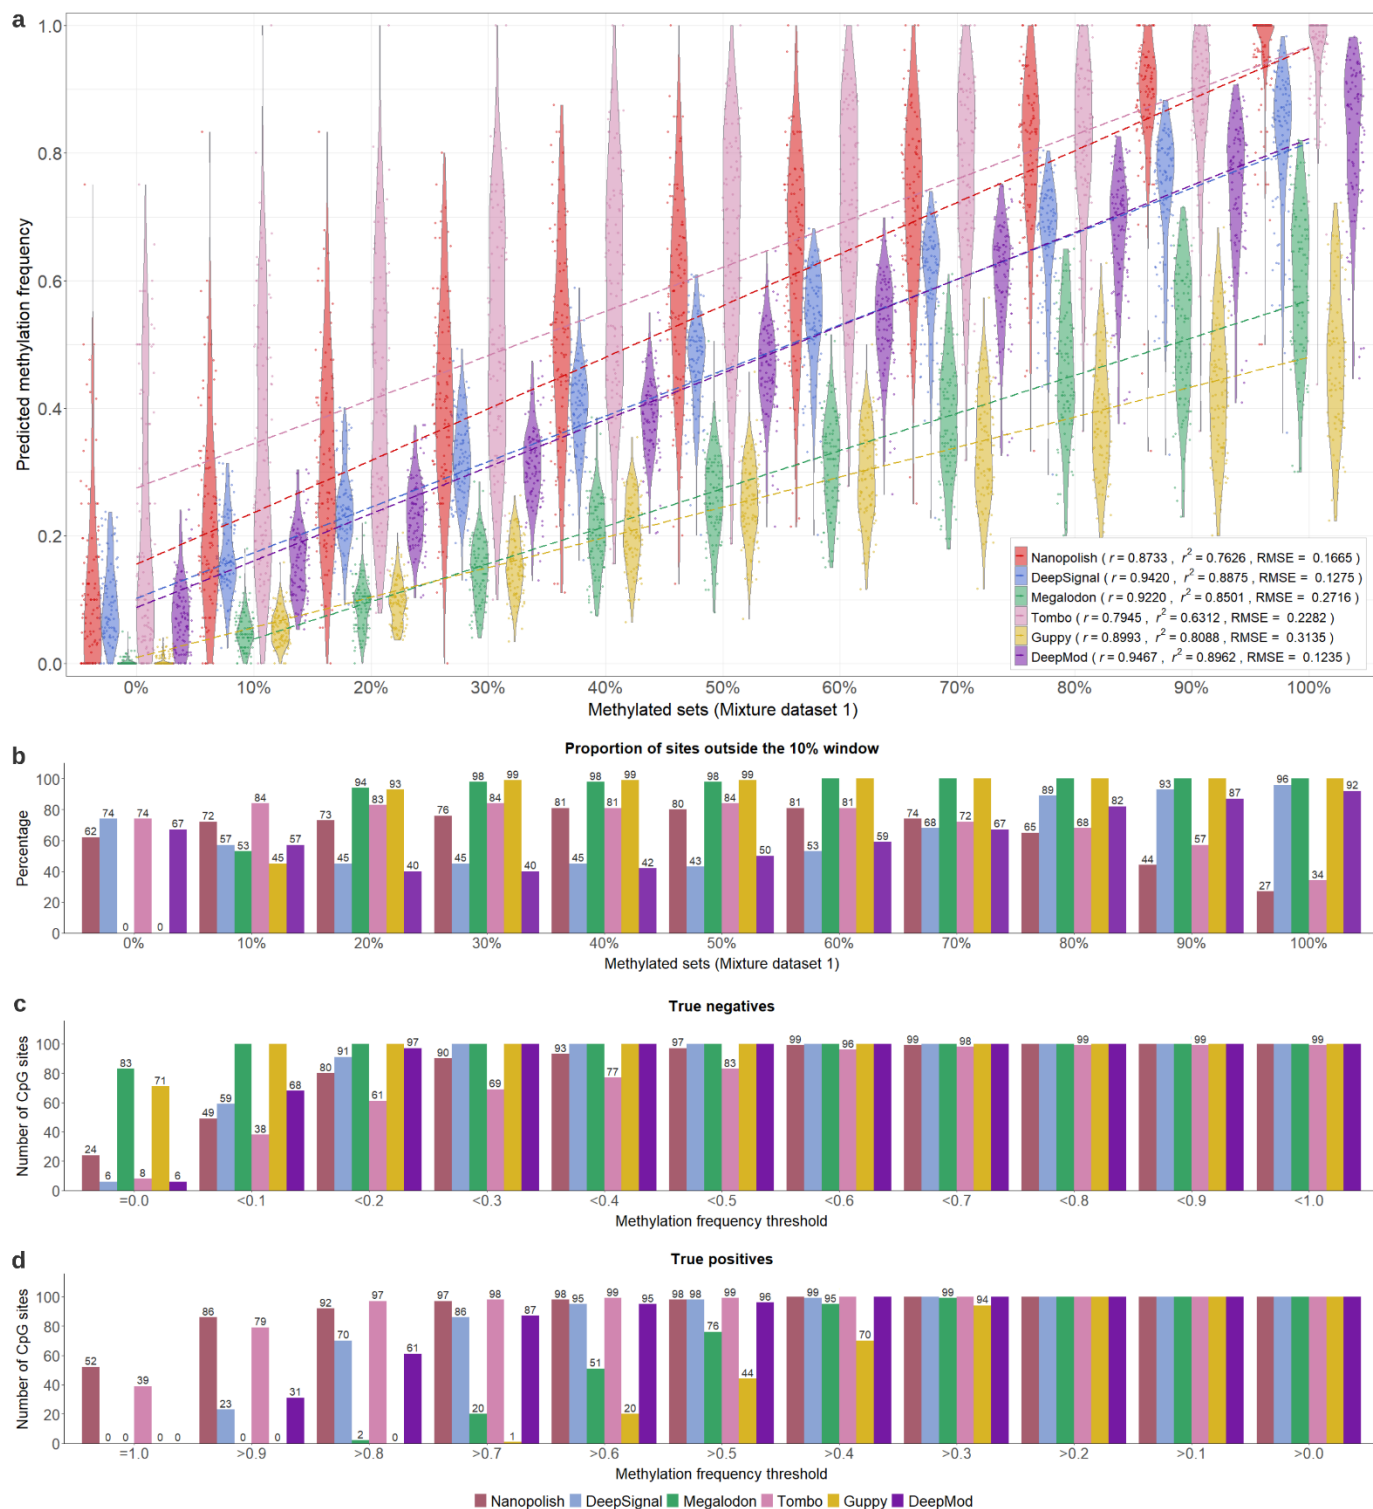 a
1.0
0.8
0.6
0.4
0.2
0.0
Predicted methylation frequency
Nanopolish ( r = 0.8733 , r² = 0.7626 , RMSE = 0.1665 )
DeepSignal ( r = 0.9420 , r² = 0.8875 , RMSE = 0.1275 )
Megalodon ( r = 0.9220 , r² = 0.8501 , RMSE = 0.2716 )
Tombo ( r = 0.7945 , r² = 0.6312 , RMSE = 0.2282 )
Guppy ( r = 0.8993 , r² = 0.8088 , RMSE = 0.3135 )
DeepMod ( r = 0.9467 , r² = 0.8962 , RMSE = 0.1235 )
0% 10% 20% 30% 40% 50% 60% 70% 80% 90% 100%
Methylated sets (Mixture dataset 1)
b
Proportion of sites outside the 10% window
Percentage
100
80
60
40
20
0
62 74 0 74 0 67
72 57 53 84 45 57
73 45 94 83 93 40
76 45 98 84 99 40
81 45 98 81 99 42
80 43 98 84 99 50
81 53 81 59
74 68 72 67
65 89 68 82
44 93 57 87
27 96 34 92
0% 10% 20% 30% 40% 50% 60% 70% 80% 90% 100%
Methylated sets (Mixture dataset 1)
c
True negatives
Number of CpG sites
100
80
60
40
20
0
24 6 83 8 71 6
49 59 38 68
80 91 61 97
90 69
93 77
97 83
99 96
99 98
99
99
99
=0.0 <0.1 <0.2 <0.3 <0.4 <0.5 <0.6 <0.7 <0.8 <0.9 <1.0
Methylation frequency threshold
d
True positives
Number of CpG sites
100
80
60
40
20
0
52 0 0 39 0 0
86 23 0 79 0 31
92 70 2 97 0 61
97 86 20 98 1 87
98 95 51 99 20 95
98 98 76 99 44 96
99 95 70
99 94
=1.0 >0.9 >0.8 >0.7 >0.6 >0.5 >0.4 >0.3 >0.2 >0.1 >0.0
Methylation frequency threshold
Nanopolish DeepSignal Megalodon Tombo Guppy DeepMod